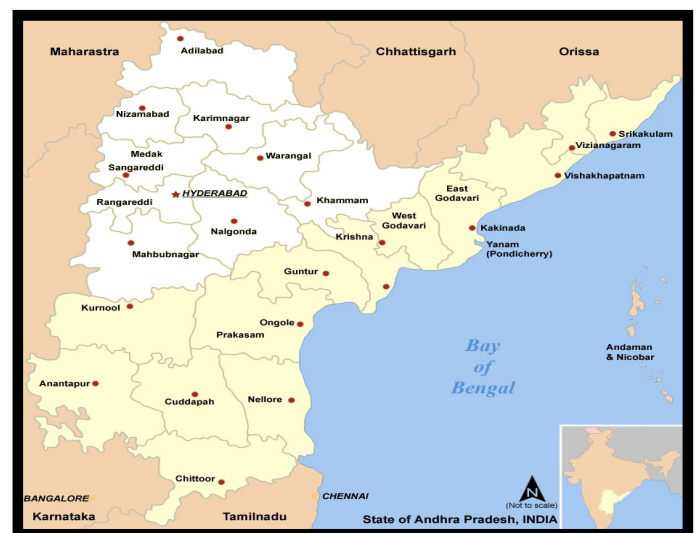 Maharastra
Chhattisgarh
Orissa
Adilabad
Nizamabad
Karimnagar
Srikakulam
Vizianagaram
Medak
Warangal
Sangareddi
Vishakhapatnam
HYDERABAD
East
Godavari
Rangareddi
Khammam
West
Godavari
Nalgonda
Krishna
Kakinada
Mahbubnagar
Yanam
(Pondicherry)
Guntur
Kurnool
Ongole
Prakasam
Andaman
& Nicobar
Bay
of
Bengal
Anantapur
Cuddapah
Nellore
Chittoor
BANGALORE
CHENNAI
N
(Not to scale)
Karnataka
Tamilnadu
State of Andhra Pradesh, INDIA